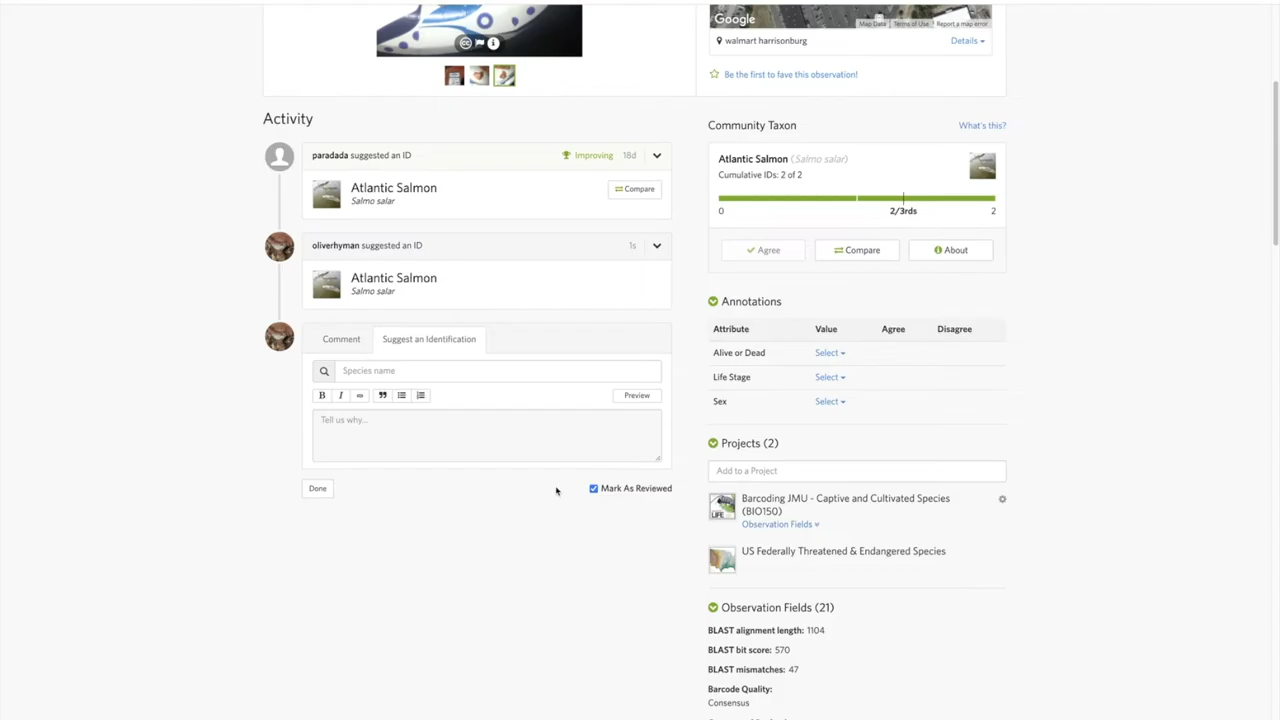 Google
Map Data
Terms of Use
Report a map error
walmart harrisonburg
Details
Be the first to fave this observation!
Activity
Community Taxon
What's this?
paradada suggested an ID
Improving
18d
Atlantic Salmon
Salmo salar
Compare
oliverhyman suggested an ID
1s
Atlantic Salmon
Salmo salar
Comment
Suggest an Identification
Species name
B I
Preview
Tell us why...
Done
Mark As Reviewed
Atlantic Salmon (Salmo salar)
Cumulative IDs: 2 of 2
0
2/3rds
2
Agree
Compare
About
Annotations
Attribute Value Agree Disagree
Alive or Dead Select
Life Stage Select
Sex Select
Projects (2)
Add to a Project
LIFE
Barcoding JMU - Captive and Cultivated Species
(BIO150)
Observation Fields
US Federally Threatened & Endangered Species
Observation Fields (21)
BLAST alignment length: 1104
BLAST bit score: 570
BLAST mismatches: 47
Barcode Quality:
Consensus